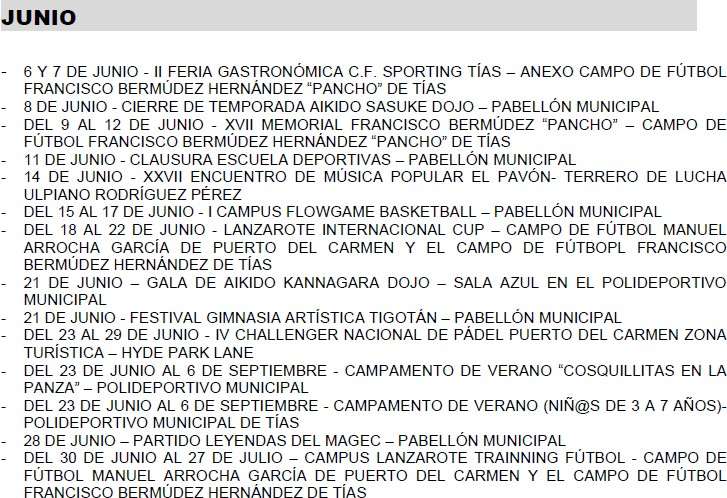 JUNIO
- 6 Y 7 DE JUNIO - II FERIA GASTRONÓMICA C.F. SPORTING TÍAS – ANEXO CAMPO DE FÚTBOL
FRANCISCO BERMÚDEZ HERNÁNDEZ “PANCHO” DE TÍAS
- 8 DE JUNIO - CIERRE DE TEMPORADA AIKIDO SASUKE DOJO – PABELLÓN MUNICIPAL
- DEL 9 AL 12 DE JUNIO - XVII MEMORIAL FRANCISCO BERMÚDEZ “PANCHO” – CAMPO DE
FÚTBOL FRANCISCO BERMÚDEZ HERNÁNDEZ “PANCHO” DE TÍAS
- 11 DE JUNIO - CLAUSURA ESCUELA DEPORTIVAS – PABELLÓN MUNICIPAL
- 14 DE JUNIO - XXVII ENCUENTRO DE MÚSICA POPULAR EL PAVÓN- TERRERO DE LUCHA
ULPIANO RODRÍGUEZ PÉREZ
- DEL 15 AL 17 DE JUNIO - I CAMPUS FLOWGAME BASKETBALL – PABELLÓN MUNICIPAL
- DEL 18 AL 22 DE JUNIO - LANZAROTE INTERNACIONAL CUP – CAMPO DE FÚTBOL MANUEL
ARROCHA GARCÍA DE PUERTO DEL CARMEN Y EL CAMPO DE FÚTBOPL FRANCISCO
BERMÚDEZ HERNÁNDEZ DE TÍAS
- 21 DE JUNIO – GALA DE AIKIDO KANNAGARA DOJO – SALA AZUL EN EL POLIDEPORTIVO
MUNICIPAL
- 21 DE JUNIO - FESTIVAL GIMNASIA ARTÍSTICA TIGOTÁN – PABELLÓN MUNICIPAL
- DEL 23 AL 29 DE JUNIO - IV CHALLENGER NACIONAL DE PÁDEL PUERTO DEL CARMEN ZONA
TURÍSTICA – HYDE PARK LANE
- DEL 23 DE JUNIO AL 6 DE SEPTIEMBRE - CAMPAMENTO DE VERANO “COSQUILLITAS EN LA
PANZA” – POLIDEPORTIVO MUNICIPAL
- DEL 23 DE JUNIO AL 6 DE SEPTIEMBRE - CAMPAMENTO DE VERANO (NIÑ@S DE 3 A 7 AÑOS)-
POLIDEPORTIVO MUNICIPAL DE TÍAS
- 28 DE JUNIO – PARTIDO LEYENDAS DEL MAGEC – PABELLÓN MUNICIPAL
- DEL 30 DE JUNIO AL 27 DE JULIO – CAMPUS LANZAROTE TRAINNING FÚTBOL - CAMPO DE
FÚTBOL MANUEL ARROCHA GARCÍA DE PUERTO DEL CARMEN Y EL CAMPO DE FÚTBOL
FRANCISCO BERMÚDEZ HERNÁNDEZ DE TÍAS